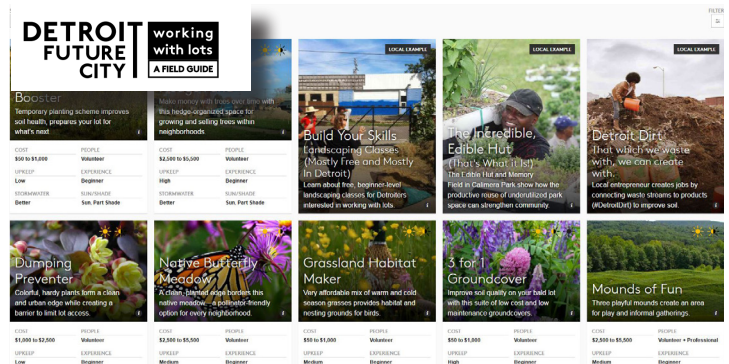 DETROIT
FUTURE
CITY
working
with lots
A FIELD GUIDE
FILTER
Booster
Temporary planting scheme improves
soil health, prepares your lot for
what's next
COST
PEOPLE
$50 to $1,000
Volunteer
UPKEEP
EXPERIENCE
Low
Beginner
STORMWATER
SUN/SHADE
Better
Sun, Part Shade
Make money with trees over time with
this hedge-organized space for
growing and selling trees within
neighborhoods
COST
PEOPLE
$2,500 to $5,500
Volunteer
UPKEEP
EXPERIENCE
High
Beginner
STORMWATER
SUN/SHADE
Better
Sun, Part Shade
LOCAL EXAMPLE
Build Your Skills
Landscaping Classes
(Mostly Free and Mostly
In Detroit)
Learn about free, beginner-level
landscaping classes for Detroiters
interested in working with lots.
LOCAL EXAMPLE
The Incredible,
Edible Hut
(That's What it Is!)
The Edible Hut and Memory
Field in Calimera Park show how the
productive reuse of underutilized park
space can strengthen community.
LOCAL EXAMPLE
Detroit Dirt
That which we waste
with, we can create
with.
Local entrepreneur creates jobs by
connecting waste streams to products
(#DetroitDirt) to improve soil.
Dumping
Preventer
Colorful, hardy plants form a clean
and urban edge while creating a
barrier to limit lot access.
COST
PEOPLE
$1,000 to $2,500
Volunteer
UPKEEP
EXPERIENCE
Low
Beginner
Native Butterfly
Meadow
A clean, planted edge borders this
native meadow - a pollinator-friendly
option for every neighborhood.
COST
PEOPLE
$2,500 to $5,500
Volunteer
UPKEEP
EXPERIENCE
Medium
Beginner
Grassland Habitat
Maker
Very affordable mix of warm and cold
season grasses provides habitat and
nesting grounds for birds.
COST
PEOPLE
$50 to $1,000
Volunteer
UPKEEP
EXPERIENCE
Medium
Beginner
3 for 1
Groundcover
Improve soil quality on your bald lot
with this suite of low cost and low
maintenance groundcovers.
COST
PEOPLE
$50 to $1,000
Volunteer
UPKEEP
EXPERIENCE
High
Beginner
Mounds of Fun
Three playful mounds create an area
for play and informal gatherings.
COST
PEOPLE
$2,500 to $5,500
Volunteer + Professional
UPKEEP
EXPERIENCE
Medium
Beginner